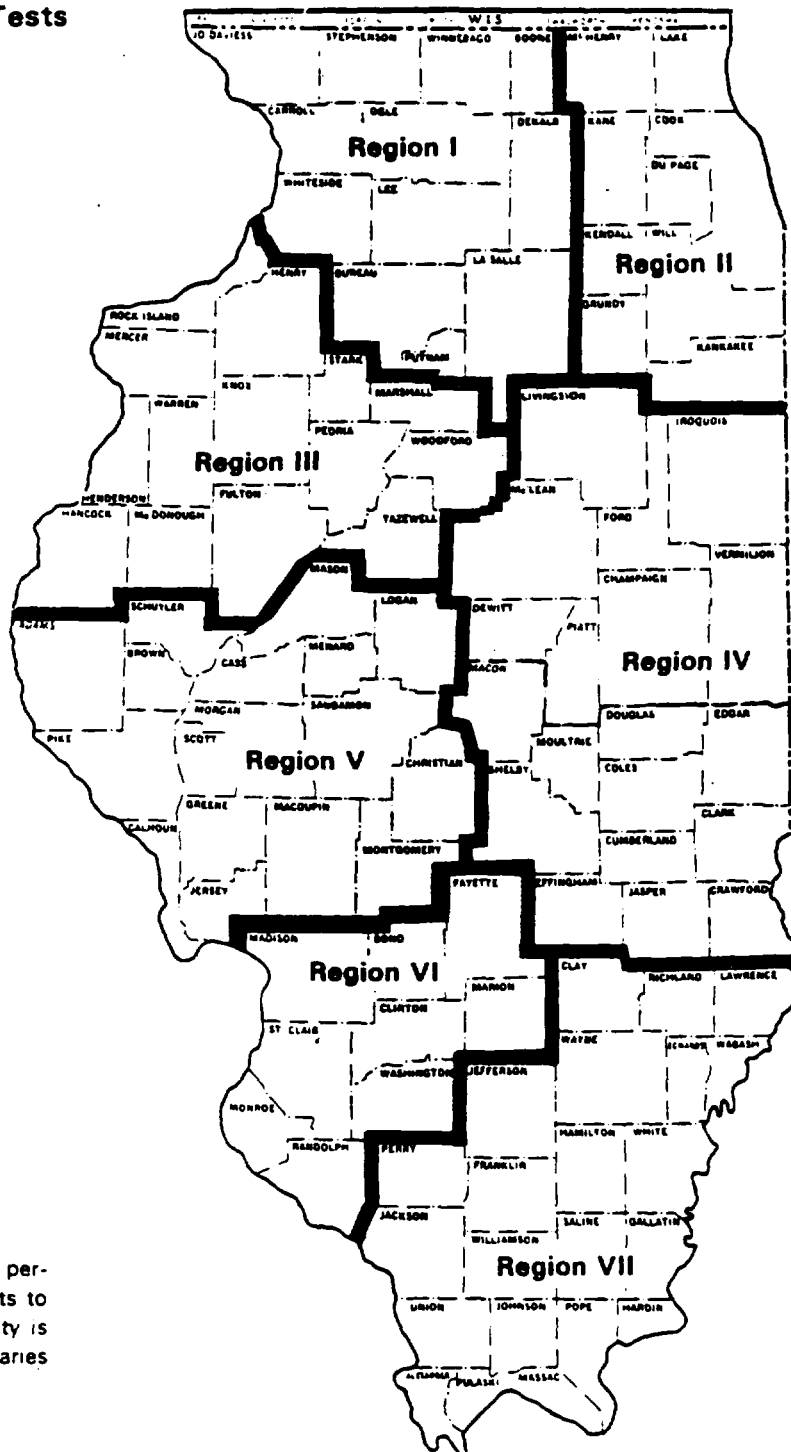 Tests
WIS
JO DAVIESS STEPHENSON WINNEBAGO BOONE McHENRY LAKE
CARROLL OGLE DEKALB KANE COOK
Region I
DU PAGE
WHITESIDE LEE
KENDALL WILL
HENRY BUREAU LA SALLE Region II
GRUNDY
ROCK ISLAND
MERCER
STARK PUTNAM KANKAKEE
KNOX MARSHALL LIVINGSTON
WARREN IROQUOIS
PEORIA WOODFORD
Region III
HENDERSON FULTON McLEAN
HANCOCK McDONOUGH TAZEWELL FORD
VERMILION
MASON CHAMPAIGN
LOGAN
SCHUYLER DEWITT
ADAMS PIATT
BROWN CASS MENARD
MACON Region IV
MORGAN SANGAMON DOUGLAS EDGAR
PIKE SCOTT MOULTRIE
Region V CHRISTIAN SHELBY COLES
GREENE MACOUPIN
CALHOUN CLARK
CUMBERLAND
MONTGOMERY
JERSEY FAYETTE EFFINGHAM
JASPER CRAWFORD
MADISON BOND
CLAY
Region VI RICHLAND LAWRENCE
MARION
CLINTON
ST CLAIR WAYNE EDWARDS WABASH
WASHINGTON JEFFERSON
MONROE
HAMILTON WHITE
RANDOLPH PERRY
FRANKLIN
JACKSON SALINE GALLATIN
WILLIAMSON
Region VII
per-
ts to
ty is
aries
UNION JOHNSON POPE HARDIN
PULASKI MASSAC